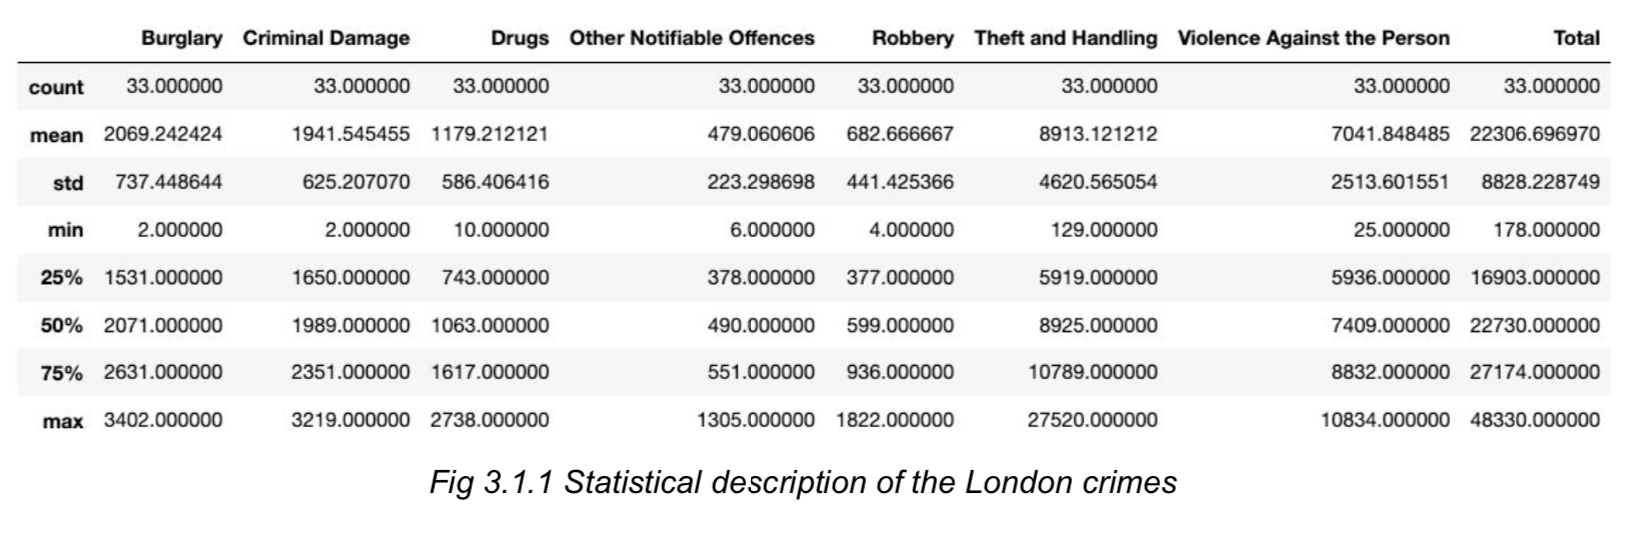 Burglary Criminal Damage Drugs Other Notifiable Offences Robbery Theft and Handling Violence Against the Person Total
count 33.000000 33.000000 33.000000 33.000000 33.000000 33.000000 33.000000 33.000000
mean 2069.242424 1941.545455 1179.212121 479.060606 682.666667 8913.121212 7041.848485 22306.696970
std 737.448644 625.207070 586.406416 223.298698 441.425366 4620.565054 2513.601551 8828.228749
min 2.000000 2.000000 10.000000 6.000000 4.000000 129.000000 25.000000 178.000000
25% 1531.000000 1650.000000 743.000000 378.000000 377.000000 5919.000000 5936.000000 16903.000000
50% 2071.000000 1989.000000 1063.000000 490.000000 599.000000 8925.000000 7409.000000 22730.000000
75% 2631.000000 2351.000000 1617.000000 551.000000 936.000000 10789.000000 8832.000000 27174.000000
max 3402.000000 3219.000000 2738.000000 1305.000000 1822.000000 27520.000000 10834.000000 48330.000000
Fig 3.1.1 Statistical description of the London crimes